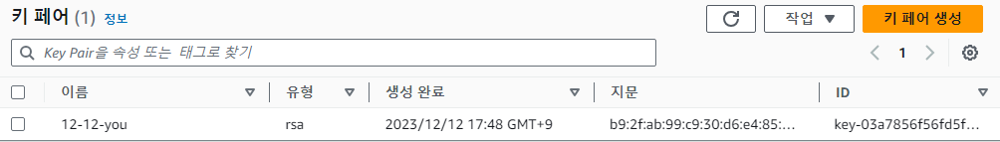 키 페어 (1) 정보
작업
키 페어 생성
Key Pair을 속성 또는 태그로 찾기
1
이름 유형 생성 완료 지문 ID
12-12-you rsa 2023/12/12 17:48 GMT+9 b9:2f:ab:99:c9:30:d6:e4:85:... key-03a7856f56fd5f...